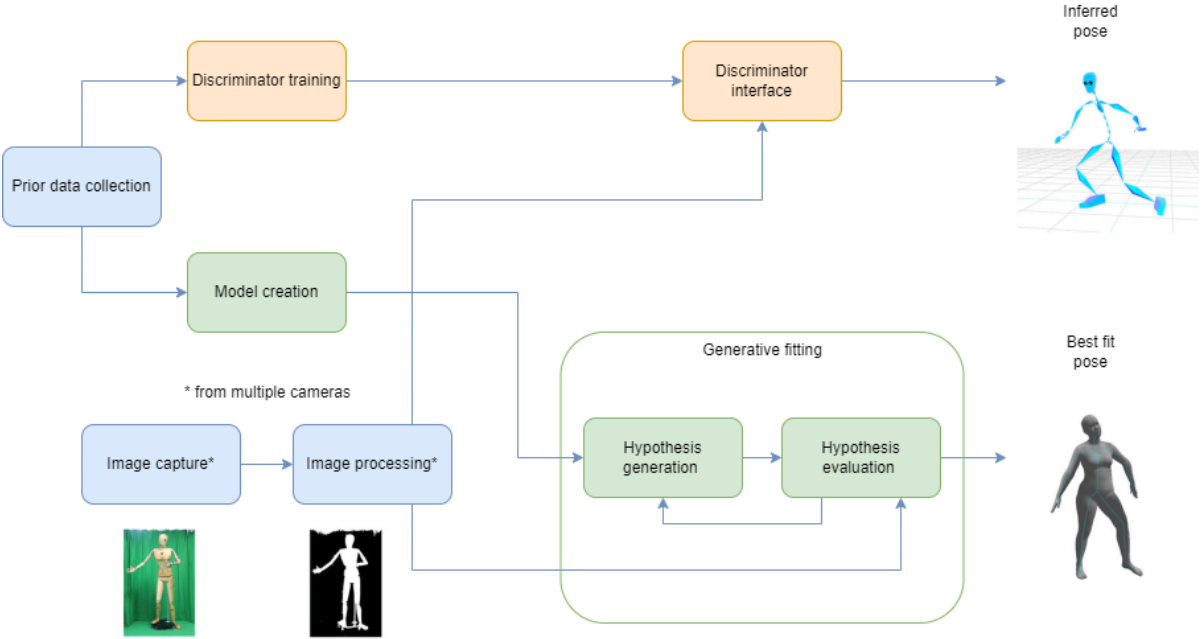 Inferred
pose
Discriminator training
Discriminator
interface
Prior data collection
Model creation
Generative fitting
Best fit
pose
* from multiple cameras
Image capture*
Image processing*
Hypothesis
generation
Hypothesis
evaluation